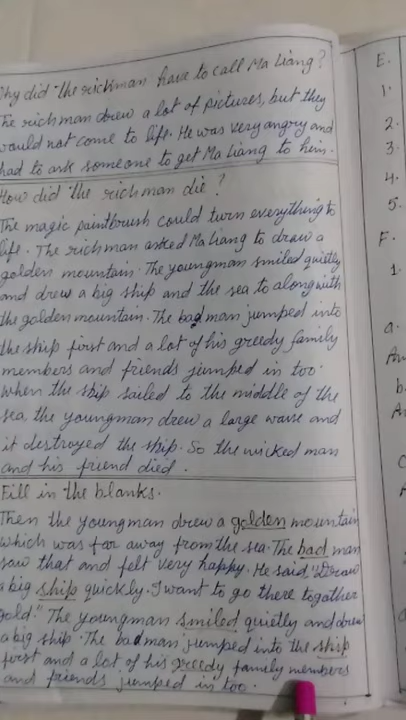 Why did the richman have to call Ma Liang?
The rich man drew a lot of pictures, but they
would not come to life. He was very angry and
had to ask someone to get Ma Liang to him.
How did the rich man die?
The magic paintbrush could turn everything to
life. The rich man asked Ma Liang to draw a
golden mountain. The youngman smiled quietly
and drew a big ship and the sea to along with
the golden mountain. The bad man jumped into
the ship first and a lot of his greedy family
members and friends jumped in too.
When the ship sailed to the middle of the
sea, the youngman drew a large wave and
it destroyed the ship. So the wicked man
and his friend died.
Fill in the blanks.
Then the youngman drew a golden mountain
which was far away from the sea. The bad man
saw that and felt very happy. He said "Draw
a big ship quickly. I want to go there together
gold." The youngman smiled quietly and drew
a big ship. The badman jumped into the ship
first and a lot of his greedy family members
and friends jumped in too.
E.
1.
2.
3.
4.
5.
F.
1.
a.
An
b.
A